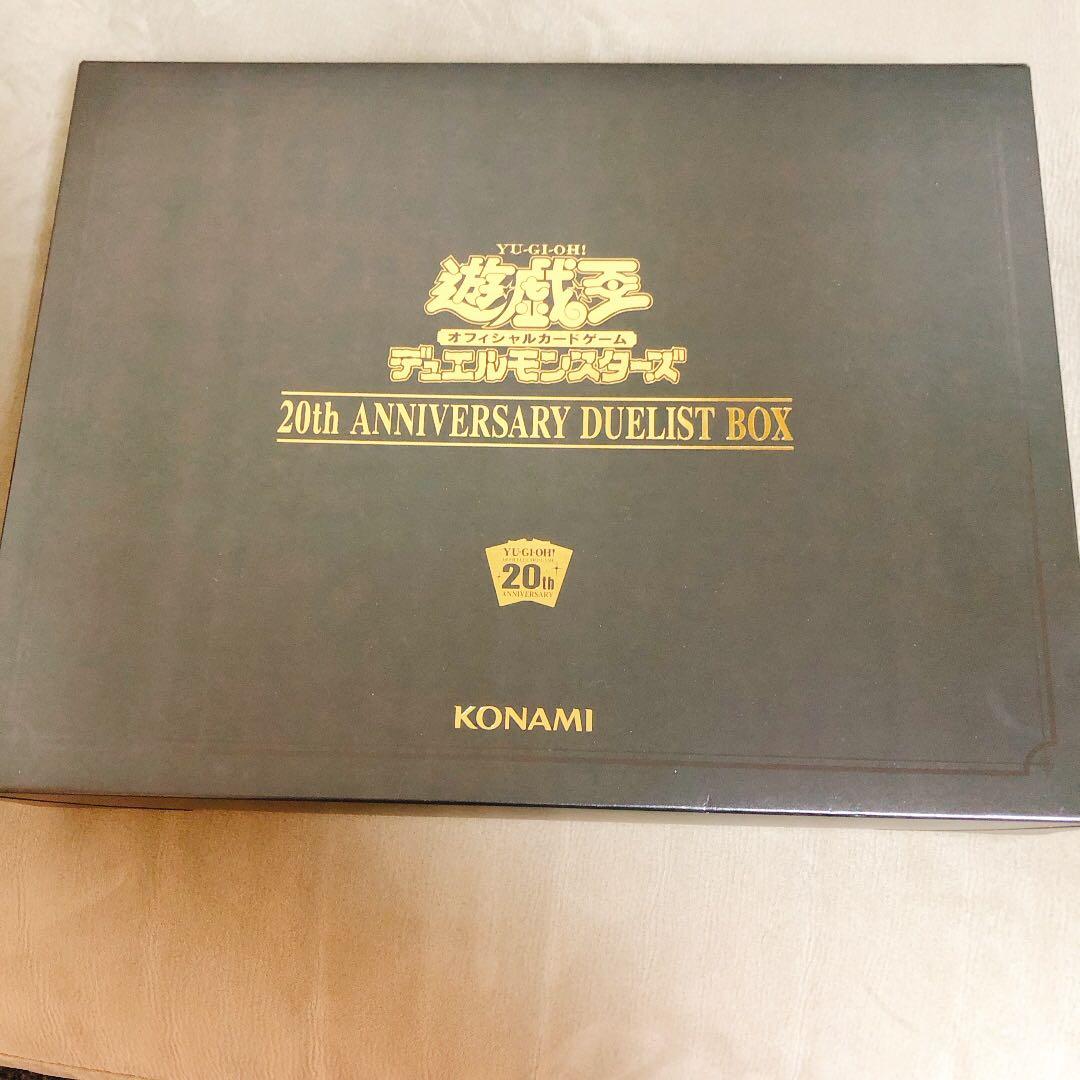 YU-GI-OH!
遊戯王
オフィシャルカードゲーム
デュエルモンスターズ
20th ANNIVERSARY DUELIST BOX
YU-GI-OH!
20th
ANNIVERSARY
KONAMI